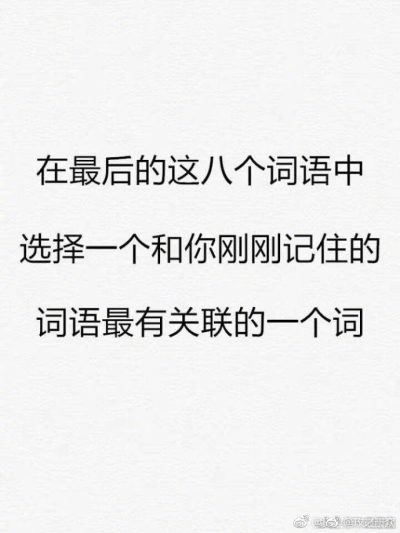 在最后的这八个词语中
选择一个和你刚刚记住的
词语最有关联的一个词